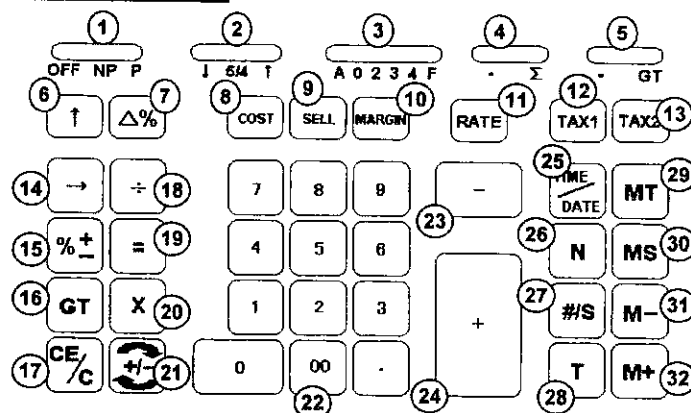 1 2 3 4 5
OFF NP P ↓ 5/4 ↑ A 0 2 3 4 F · Σ · GT
6 7 8 9 10 11 12 13
↑ Δ% COST SELL MARGIN RATE TAX1 TAX2
14 → ÷ 18 7 8 9 − 23 25 TIME/DATE MT 29
15 %± = 19 4 5 6 26 N MS 30
16 GT X 20 1 2 3 + 27 #/S M− 31
17 CE/C +/− 21 0 00 · 24 T M+ 32
22 28